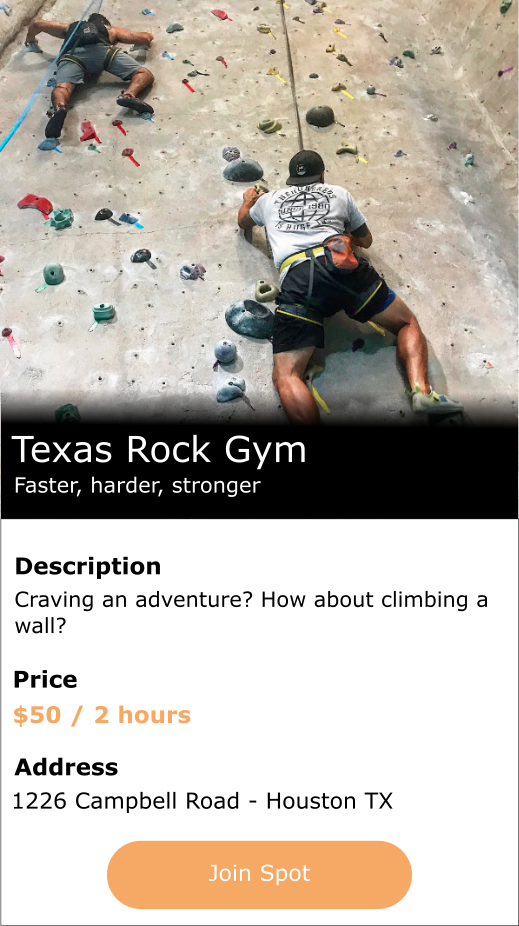 1980
Texas Rock Gym
Faster, harder, stronger
Description
Craving an adventure? How about climbing a
wall?
Price
$50 / 2 hours
Address
1226 Campbell Road - Houston TX
Join Spot